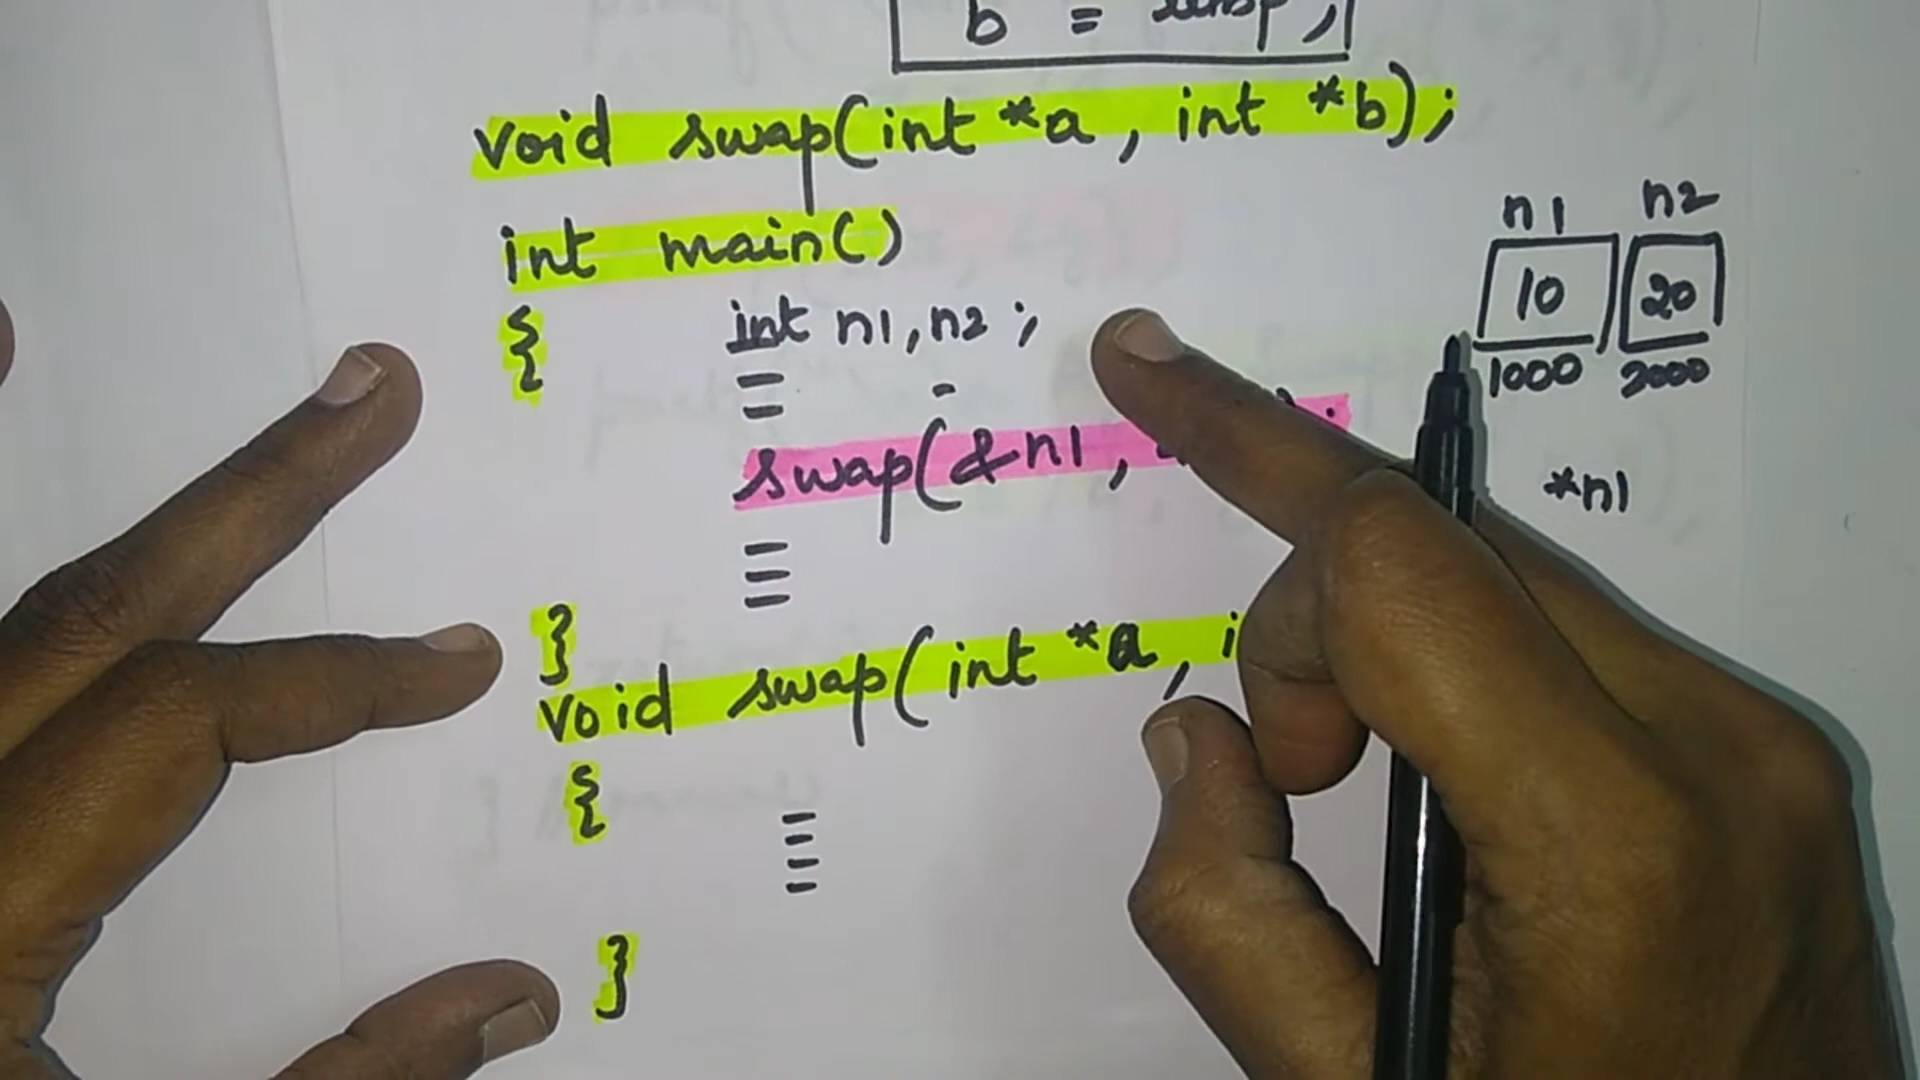 b =
void swap(int *a, int *b);
int main()
{ int n1, n2;
swap(&n1,
}
void swap(int *a, i
{
}
n1 n2
10 20
1000 2000
*n1